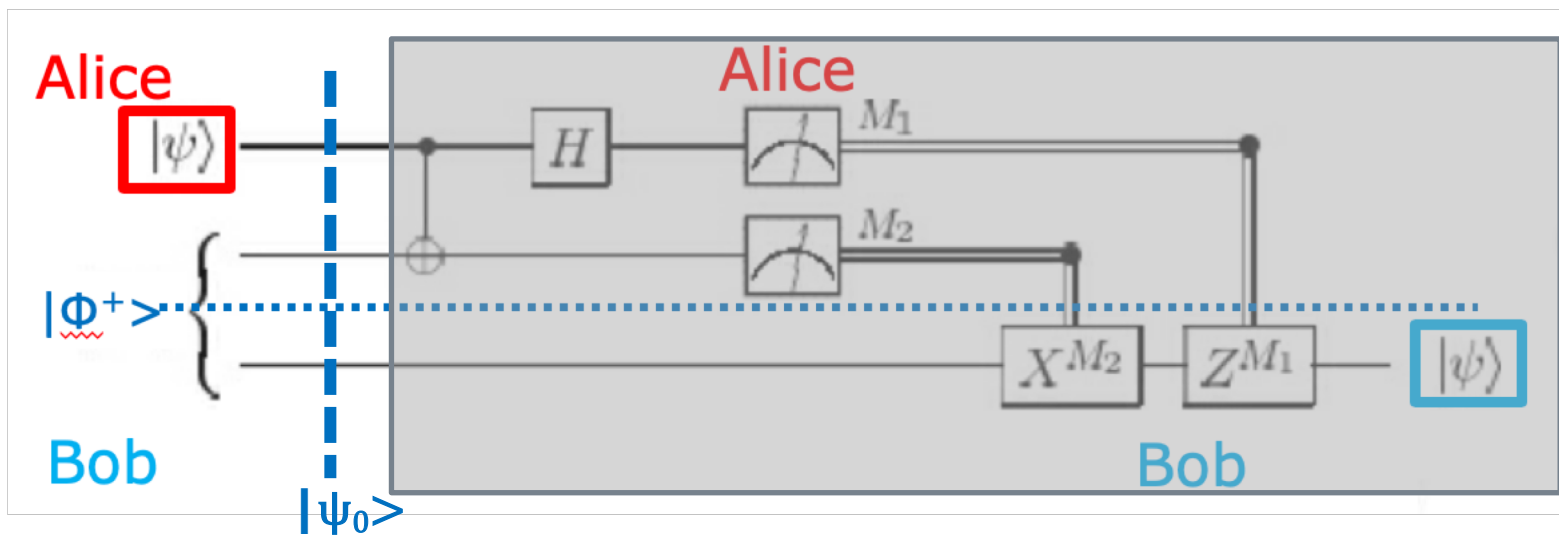 Alice
Alice
|ψ⟩
H
M₁
M₂
|Φ⁺>
X^M₂
Z^M₁
|ψ⟩
Bob
Bob
|ψ₀>